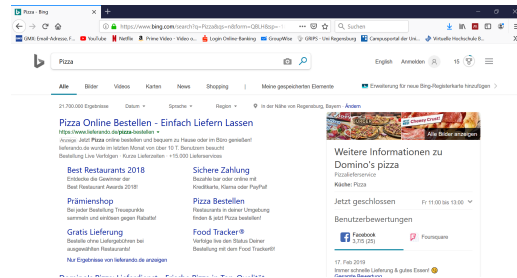 Pizza - Bing
https://www.bing.com/search?q=Pizza&qs=n&form=QBLH&sp=
Suchen
GMX: Email-Adresse, F... YouTube Netflix Prime Video - Video o... Login Online-Banking GroupWise GRIPS - Uni Regensburg Campusportal der Uni... Virtuelle Hochschule B...
Pizza
English Anmelden 15
Alle Bilder Videos Karten News Shopping Meine gespeicherten Elemente
Erweiterung für neue Bing-Registerkarte hinzufügen
21.700.000 Ergebnisse Datum Sprache Region In der Nähe von Regensburg, Bayern · Ändern
Pizza Online Bestellen - Einfach Liefern Lassen
https://www.lieferando.de/pizza-bestellen
Anzeige Jetzt Pizza online bestellen und bequem zu Hause oder im Büro genießen!
lieferando.de wurde im letzten Monat von über 10 T. Benutzern besucht
Bestellung Live Verfolgen · Kurze Lieferzeiten · +15.000 Lieferservices
Best Restaurants 2018
Entdecke die Gewinner der
Best Restaurant Awards 2018!
Sichere Zahlung
Bezahle bar oder online mit
Kreditkarte, Klarna oder PayPal!
Prämienshop
Bei jeder Bestellung Treuepunkte
sammeln und einlösen gegen Rabatte!
Pizza Bestellen
Restaurants in deiner Umgebung
finden & jetzt Pizza bestellen!
Gratis Lieferung
Bestelle ohne Liefergebühren bei
ausgewählten Restaurants!
Food Tracker®
Verfolge live den Status Deiner
Bestellung mit dem Food Tracker®!
Nur Ergebnisse von lieferando.de anzeigen
Cheesy Crust!
Alle Bilder anzeigen
Weitere Informationen zu
Domino's pizza
Pizzalieferservice
Küche: Pizza
Jetzt geschlossen Fr 11:00 bis 13:00
Benutzerbewertungen
Facebook
3,7/5 (25)
Foursquare
17. Feb 2019
Immer schnelle Lieferung & gutes Essen!
Gesamte Bewertung